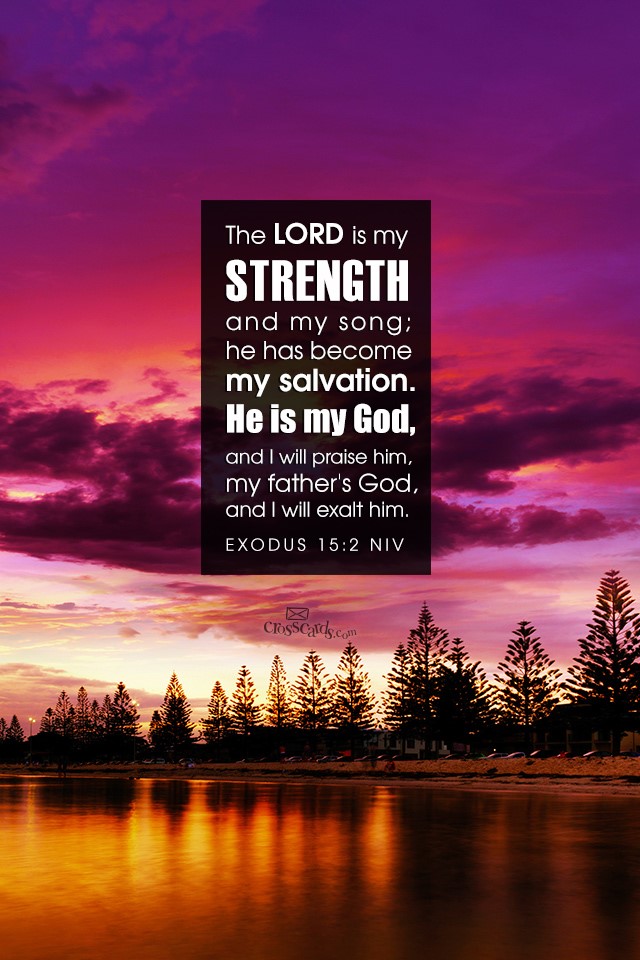 The LORD is my
STRENGTH
and my song;
he has become
my salvation.
He is my God,
and I will praise him,
my father's God,
and I will exalt him.
EXODUS 15:2 NIV
crosscards.com